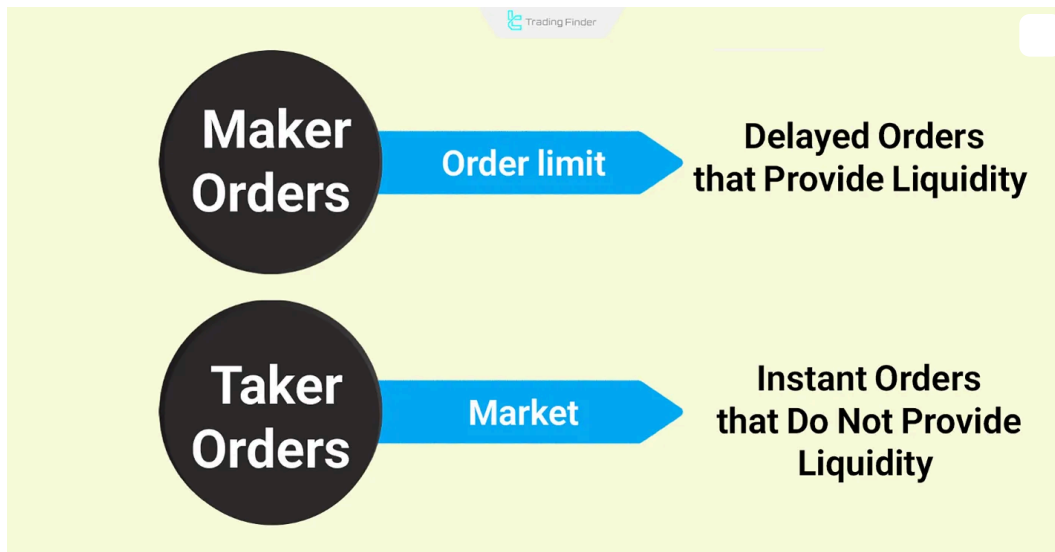 Trading Finder
Maker
Orders
Order limit
Delayed Orders
that Provide Liquidity
Taker
Orders
Market
Instant Orders
that Do Not Provide
Liquidity